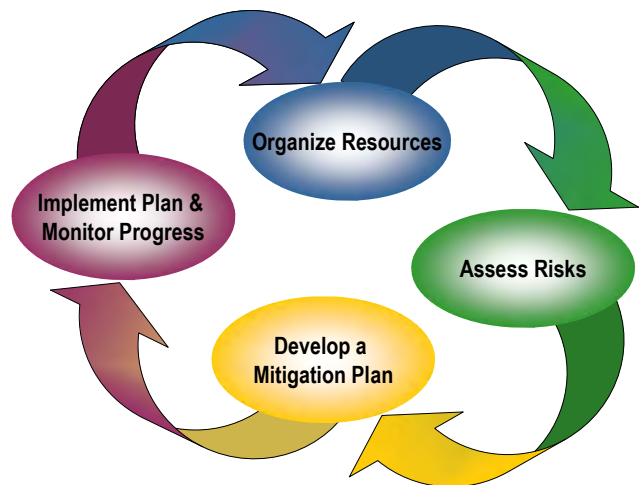 Organize Resources
Assess Risks
Develop a
Mitigation Plan
Implement Plan &
Monitor Progress